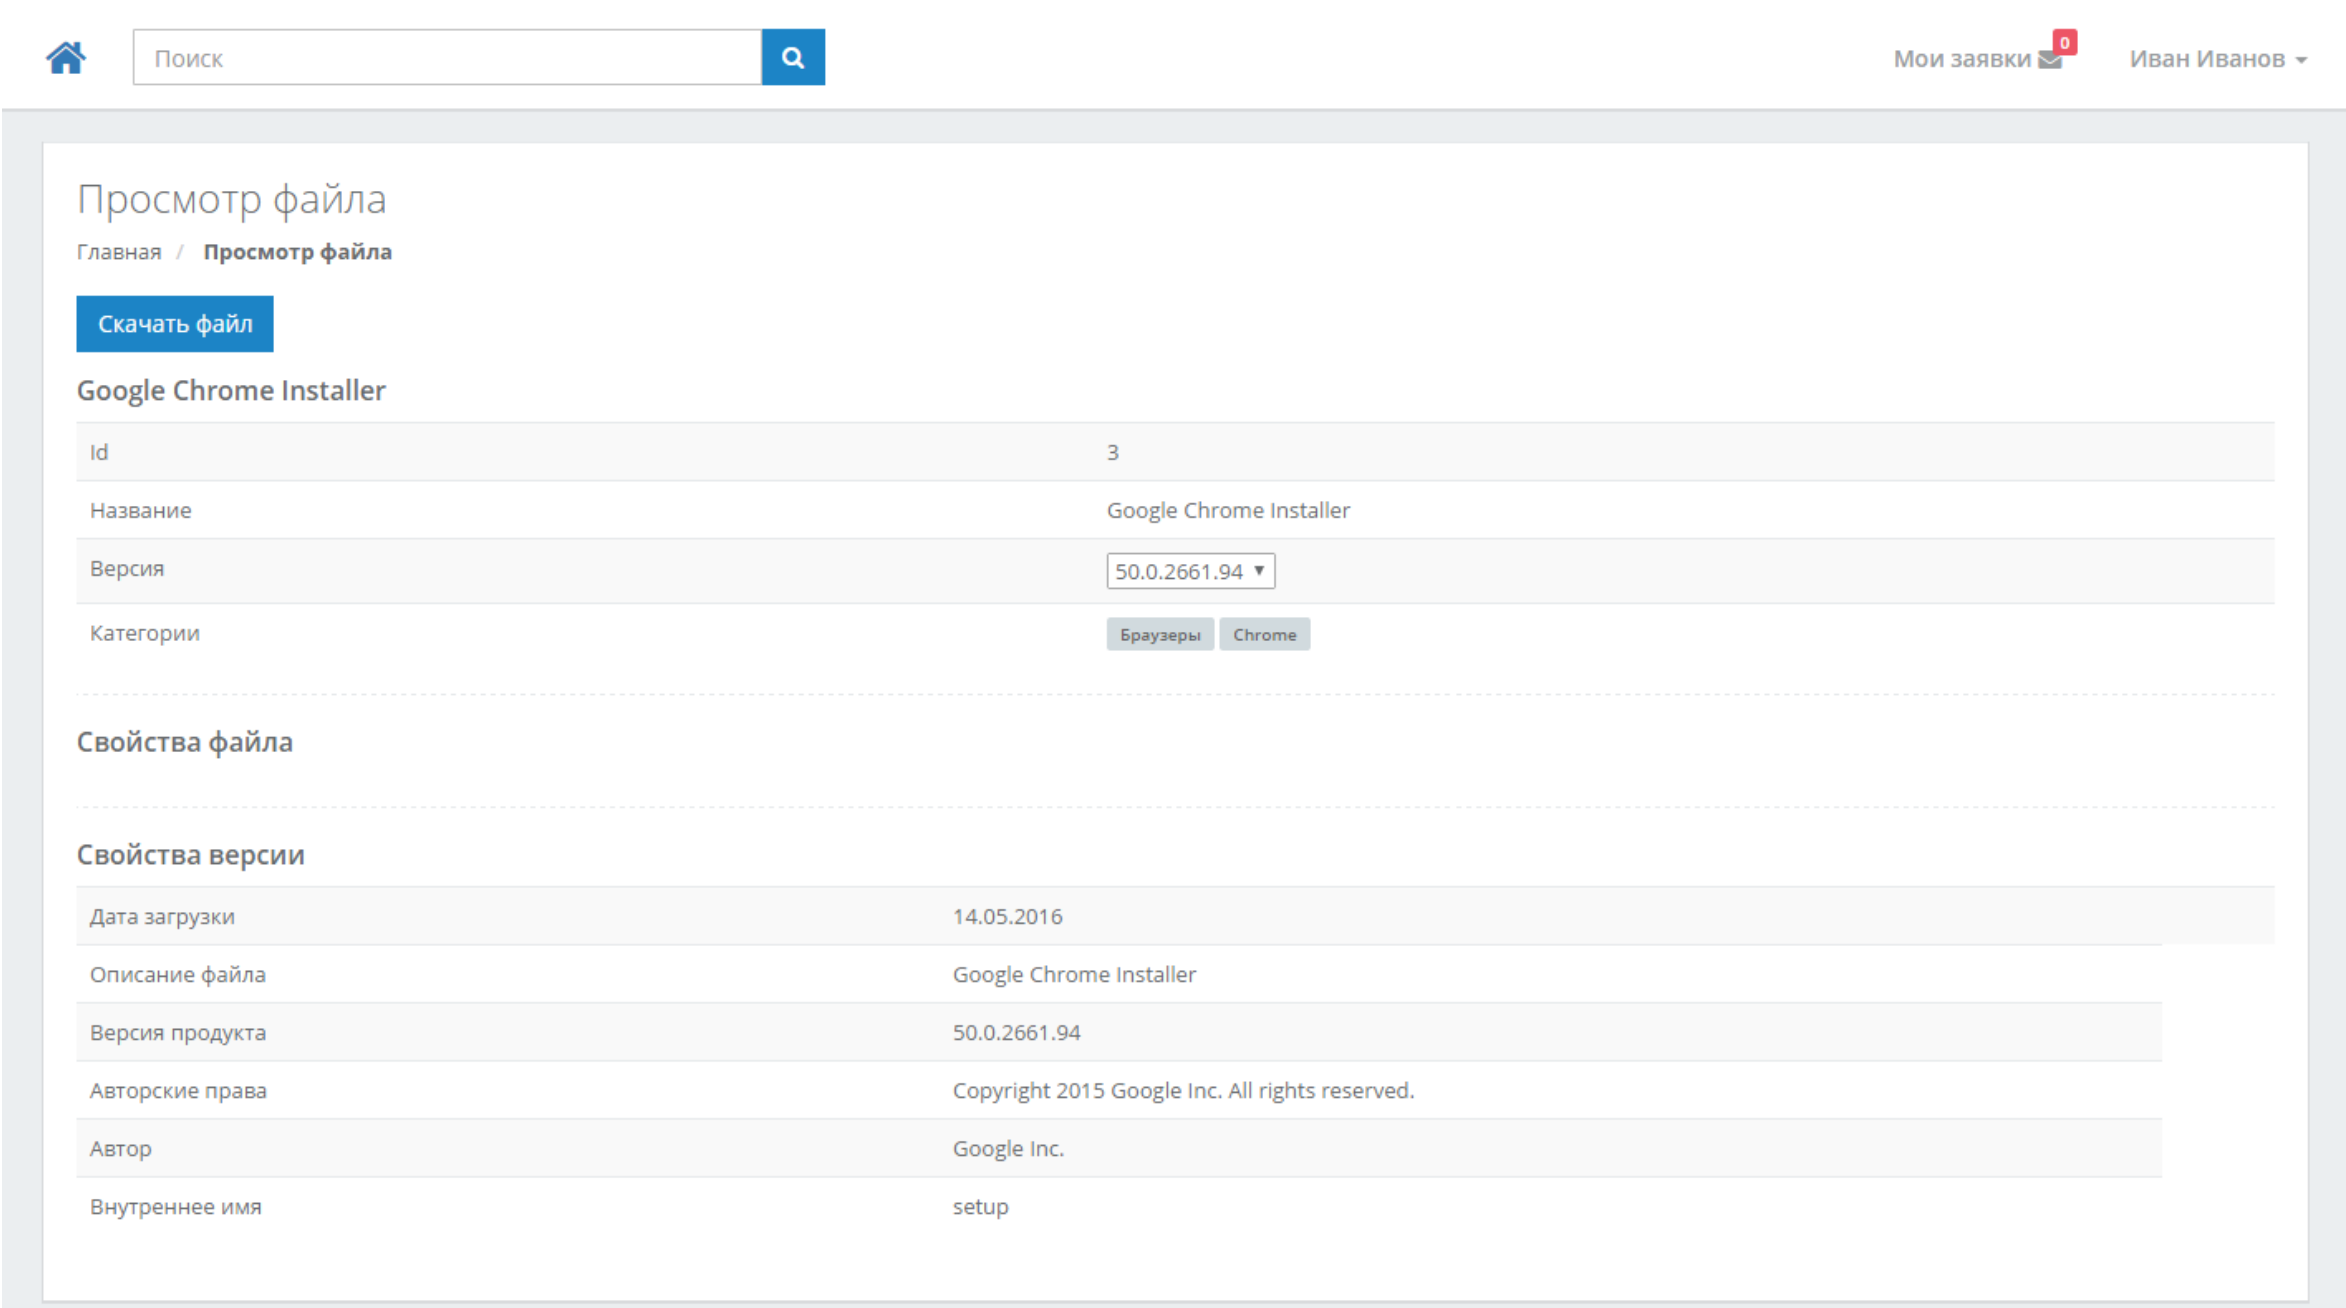 Поиск
Мои заявки 0 Иван Иванов
Просмотр файла
Главная / Просмотр файла
Скачать файл
Google Chrome Installer
Id 3
Название Google Chrome Installer
Версия 50.0.2661.94
Категории Браузеры Chrome
Свойства файла
Свойства версии
Дата загрузки 14.05.2016
Описание файла Google Chrome Installer
Версия продукта 50.0.2661.94
Авторские права Copyright 2015 Google Inc. All rights reserved.
Автор Google Inc.
Внутреннее имя setup